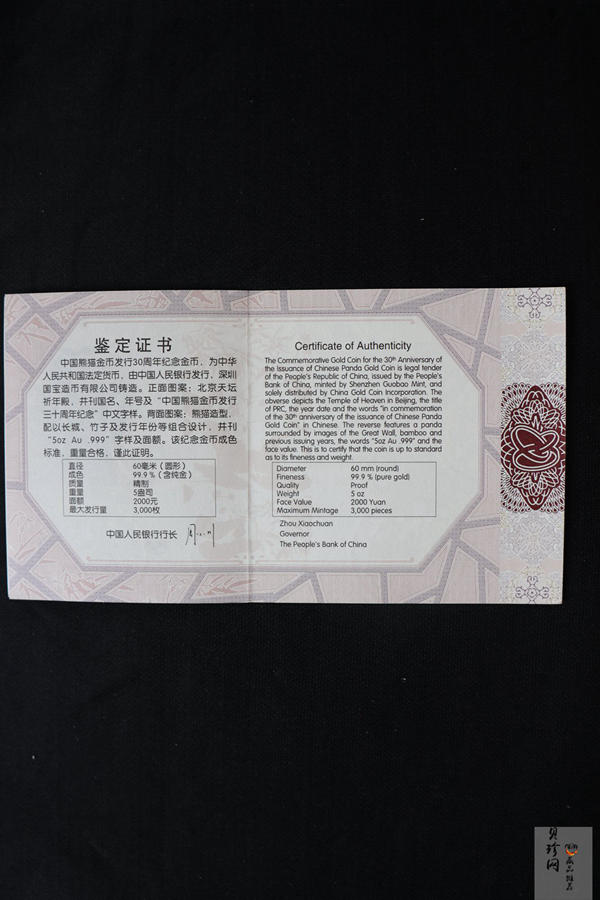 鉴定证书
中国熊猫金币发行30周年纪念金币，为中华
人民共和国法定货币，由中国人民银行发行，深圳
国宝造币有限公司铸造。正面图案：北京天坛
祈年殿，并刊国名、年号及“中国熊猫金币发行
三十周年纪念”中文字样。背面图案：熊猫造型，
配以长城、竹子及发行年份等组合设计，并刊
“5oz Au .999”字样及面额。该纪念金币成色
标准，重量合格，谨此证明。
直径 60毫米（圆形）
成色 99.9％（含纯金）
质量 精制
重量 5盎司
面额 2000元
最大发行量 3,000枚
中国人民银行行长
Certificate of Authenticity
The Commemorative Gold Coin for the 30th Anniversary of
the Issuance of Chinese Panda Gold Coin is legal tender
of the People's Republic of China, issued by the People's
Bank of China, minted by Shenzhen Guobao Mint, and
solely distributed by China Gold Coin Incorporation. The
obverse depicts the Temple of Heaven in Beijing, the title
of PRC, the year date and the words "in commemoration
of the 30th anniversary of the issuance of Chinese Panda
Gold Coin" in Chinese. The reverse features a panda
surrounded by images of the Great Wall, bamboo and
previous issuing years, the words "5oz Au .999" and the
face value. This is to certify that the coin is up to standard
as to its fineness and weight.
Diameter 60 mm (round)
Fineness 99.9 % (pure gold)
Quality Proof
Weight 5 oz
Face Value 2000 Yuan
Maximum Mintage 3,000 pieces
Zhou Xiaochuan
Governor
The People's Bank of China
贝珍网